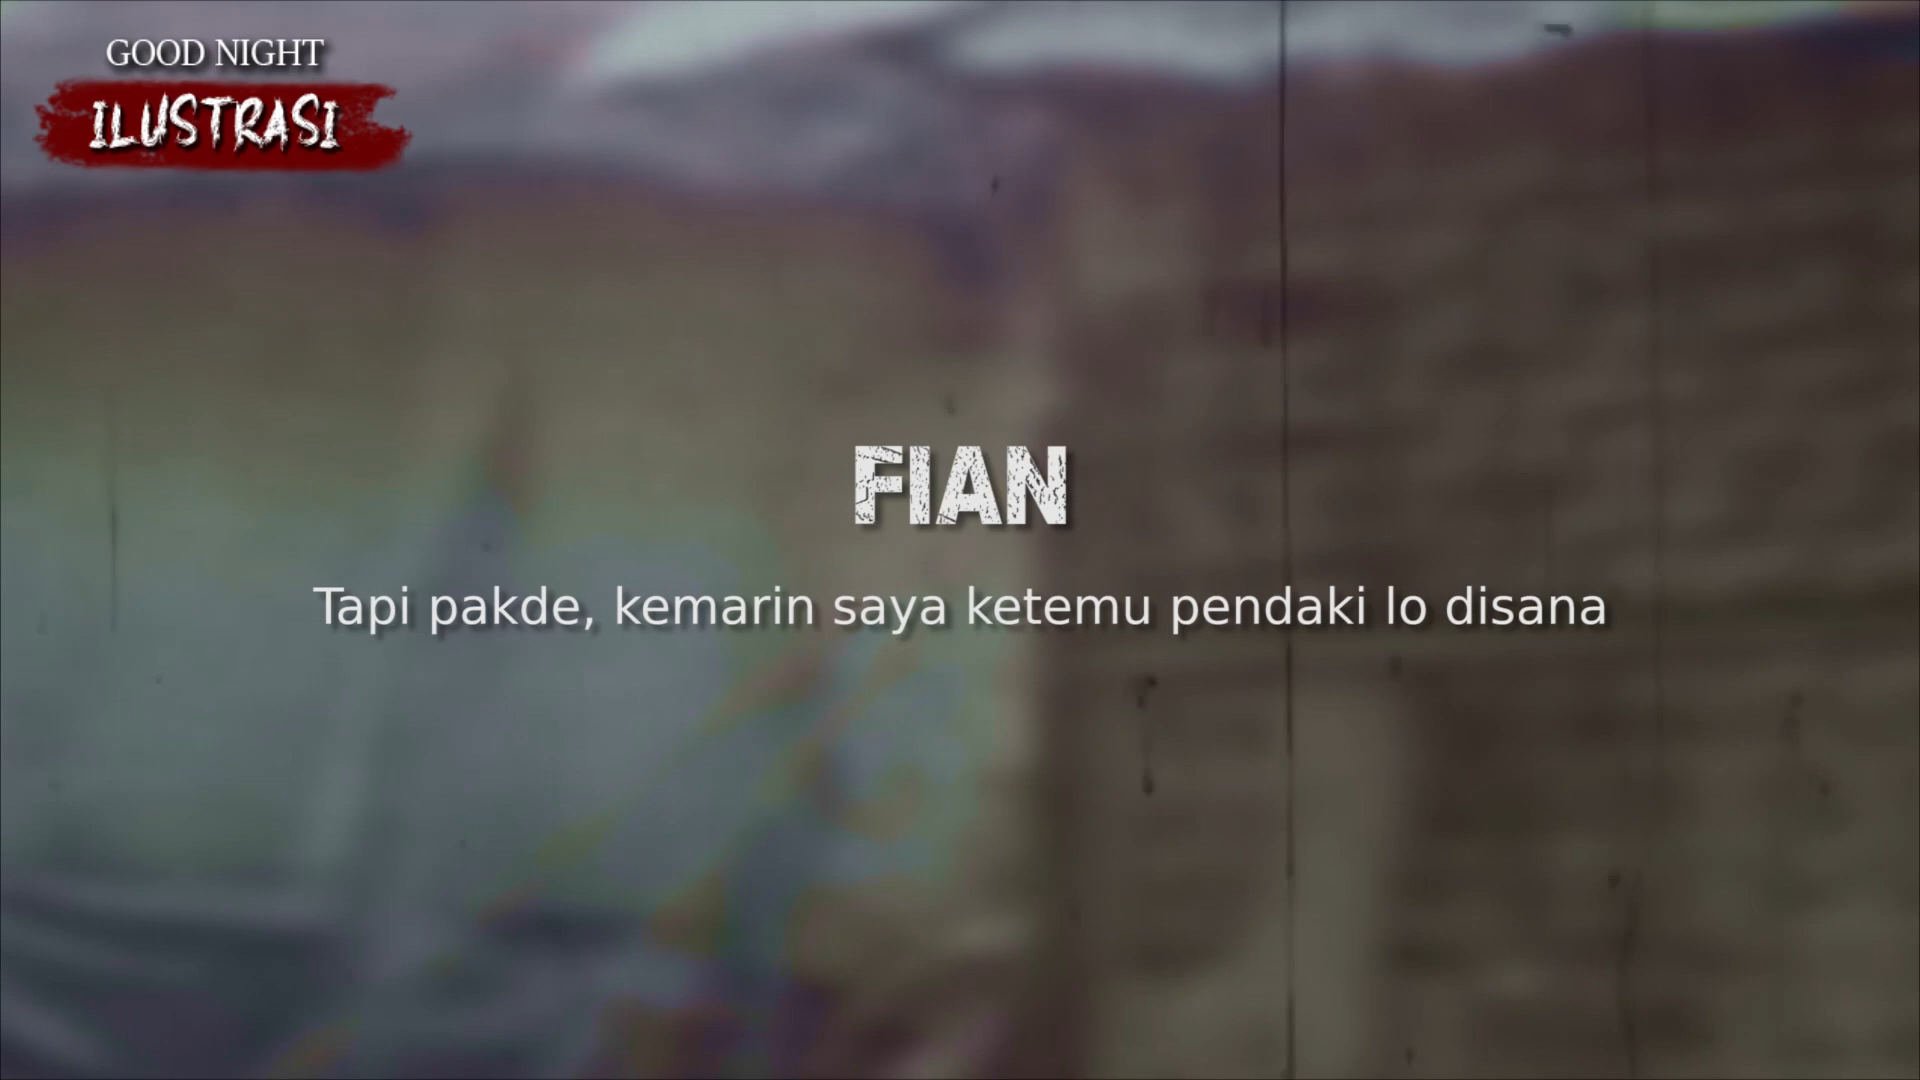 GOOD NIGHT
ILUSTRASI
FIAN
Tapi pakde, kemarin saya ketemu pendaki lo disana